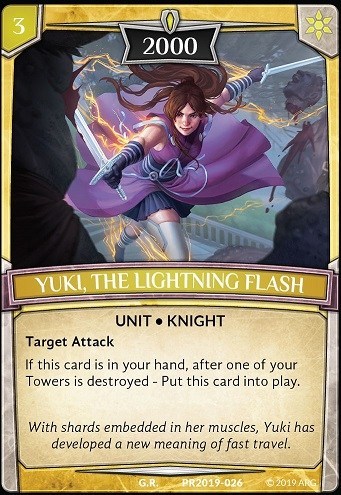 3
2000
YUKI, THE LIGHTNING FLASH
UNIT • KNIGHT
Target Attack
If this card is in your hand, after one of your
Towers is destroyed - Put this card into play.
With shards embedded in her muscles, Yuki has
developed a new meaning of fast travel.
G.R. PR2019-026 © 2019 ARG